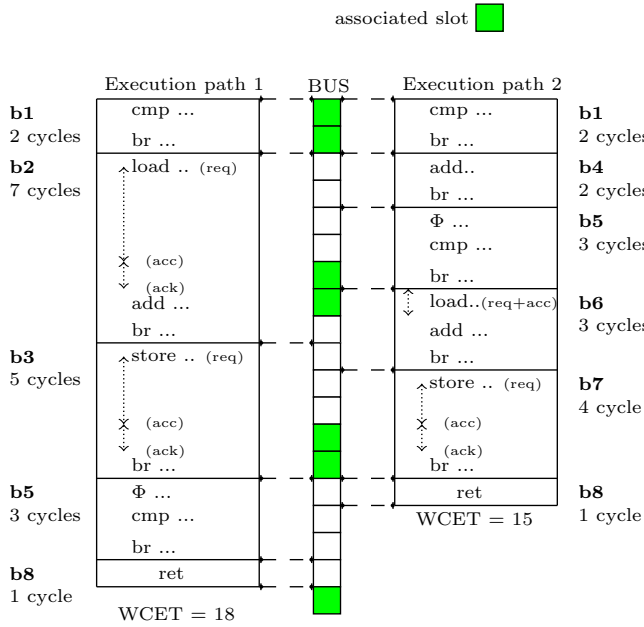 associated slot
Execution path 1
BUS
Execution path 2
b1
2 cycles
cmp ...
br ...
b2
7 cycles
load .. (req)
(acc)
(ack)
add ...
br ...
b3
5 cycles
store .. (req)
(acc)
(ack)
br ...
b5
3 cycles
Φ ...
cmp ...
br ...
b8
1 cycle
ret
WCET = 18
cmp ...
br ...
b1
2 cycles
add..
br ...
b4
2 cycles
Φ ...
cmp ...
br ...
b5
3 cycles
load..(req+acc)
add ...
br ...
b6
3 cycles
store .. (req)
(acc)
(ack)
br ...
b7
4 cycle
ret
b8
1 cycle
WCET = 15